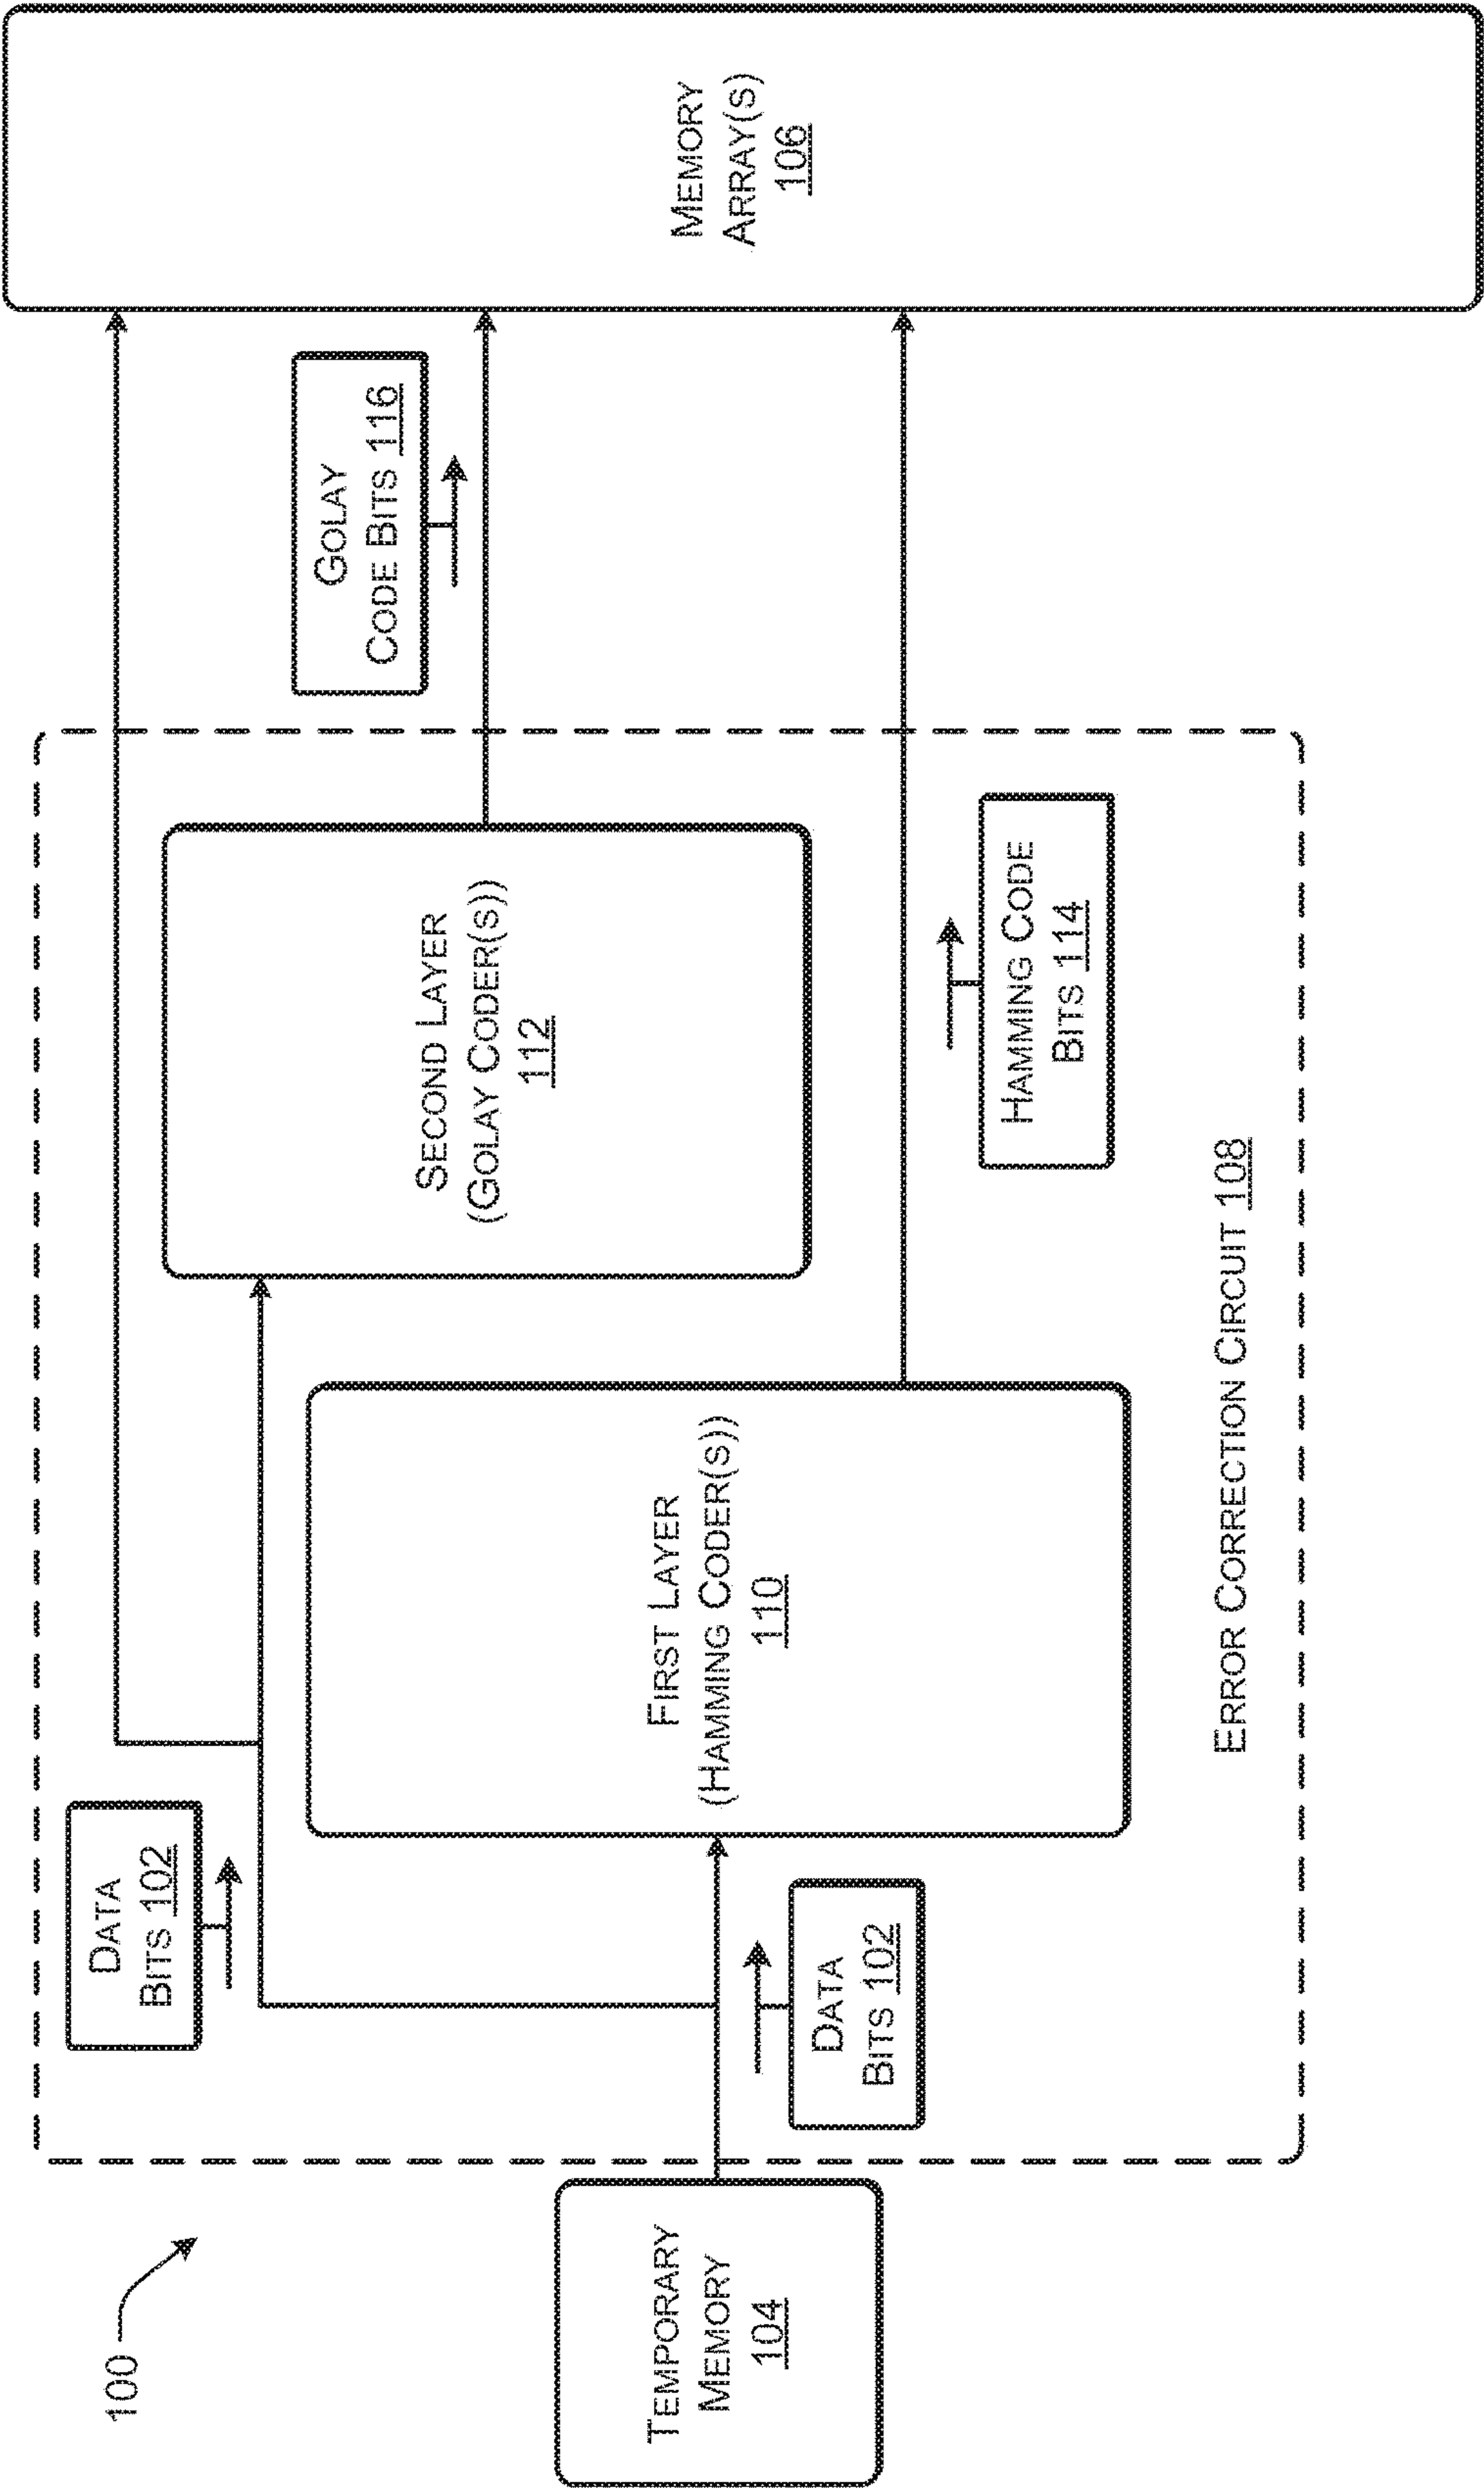 100
DATA
BITS 102
TEMPORARY
MEMORY
104
DATA
BITS 102
FIRST LAYER
(HAMMING CODER(S))
110
SECOND LAYER
(GOLAY CODER(S))
112
HAMMING CODE
BITS 114
ERROR CORRECTION CIRCUIT 108
GOLAY
CODE BITS 116
MEMORY
ARRAY(S)
106